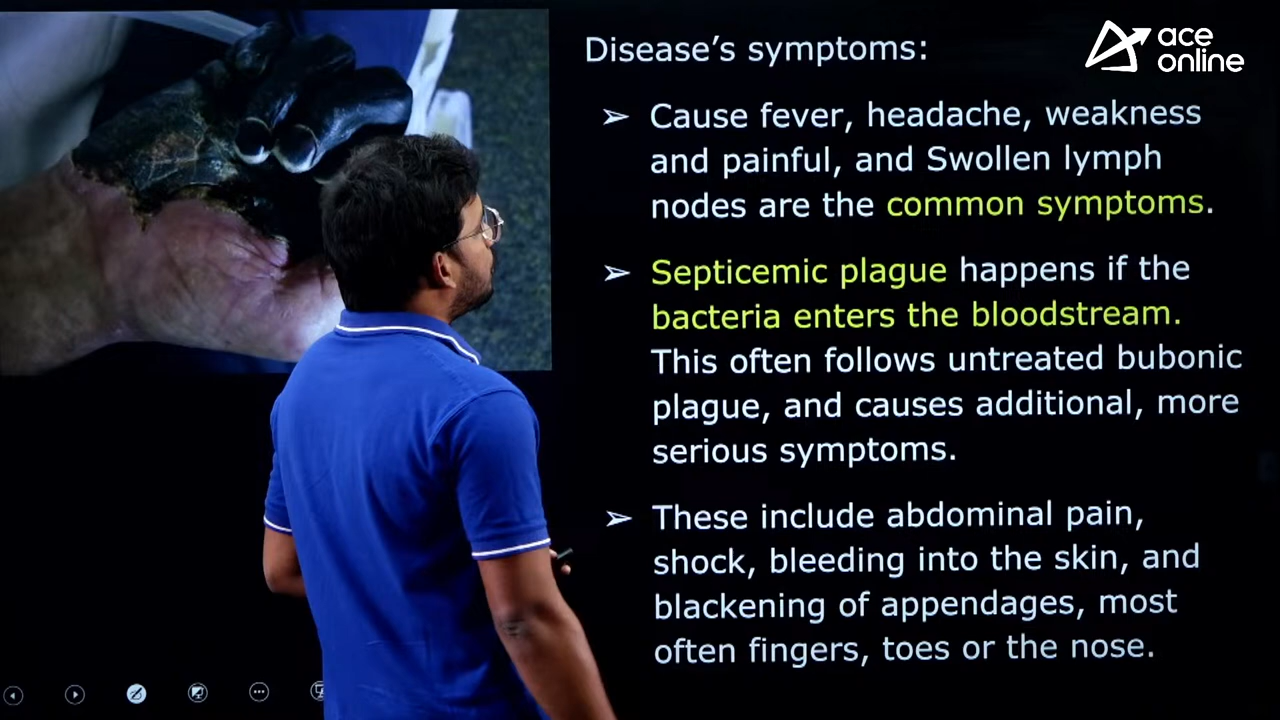 ace
online
Disease's symptoms:
➢ Cause fever, headache, weakness
and painful, and Swollen lymph
nodes are the common symptoms.
➢ Septicemic plague happens if the
bacteria enters the bloodstream.
This often follows untreated bubonic
plague, and causes additional, more
serious symptoms.
➢ These include abdominal pain,
shock, bleeding into the skin, and
blackening of appendages, most
often fingers, toes or the nose.